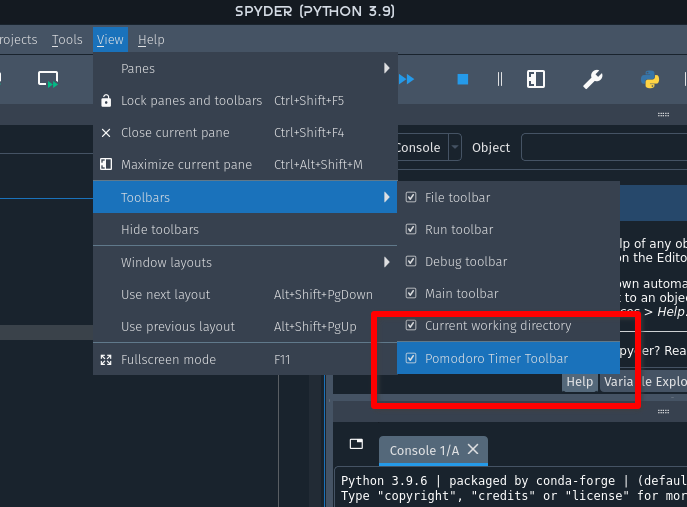 SPYDER (PYTHON 3.9)
rojects Tools View Help
Panes
Lock panes and toolbars Ctrl+Shift+F5
Close current pane Ctrl+Shift+F4
Maximize current pane Ctrl+Alt+Shift+M
Toolbars
Hide toolbars
Window layouts
Use next layout Alt+Shift+PgDown
Use previous layout Alt+Shift+PgUp
Fullscreen mode F11
File toolbar
Run toolbar
Debug toolbar
Main toolbar
Current working directory
Pomodoro Timer Toolbar
Console Object
lp of any ob
on the Edito
own automa
t to an objec
ces > Help.
pyder? Rea
Help Variable Explo
Console 1/A
Python 3.9.6 | packaged by conda-forge | (defaul
Type "copyright", "credits" or "license" for mor